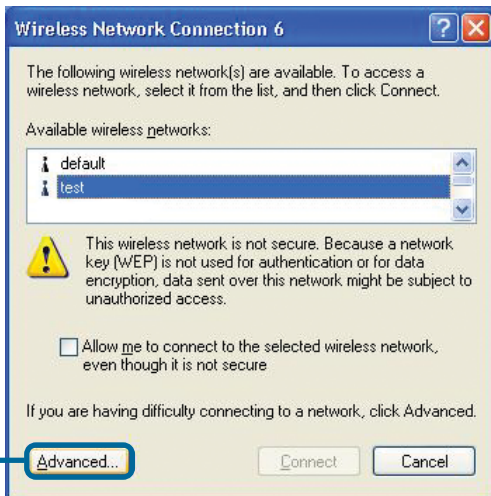 Wireless Network Connection 6
The following wireless network(s) are available. To access a
wireless network, select it from the list, and then click Connect.
Available wireless networks:
default
test
This wireless network is not secure. Because a network
key (WEP) is not used for authentication or for data
encryption, data sent over this network might be subject to
unauthorized access.
Allow me to connect to the selected wireless network,
even though it is not secure
If you are having difficulty connecting to a network, click Advanced.
Advanced...
Connect
Cancel